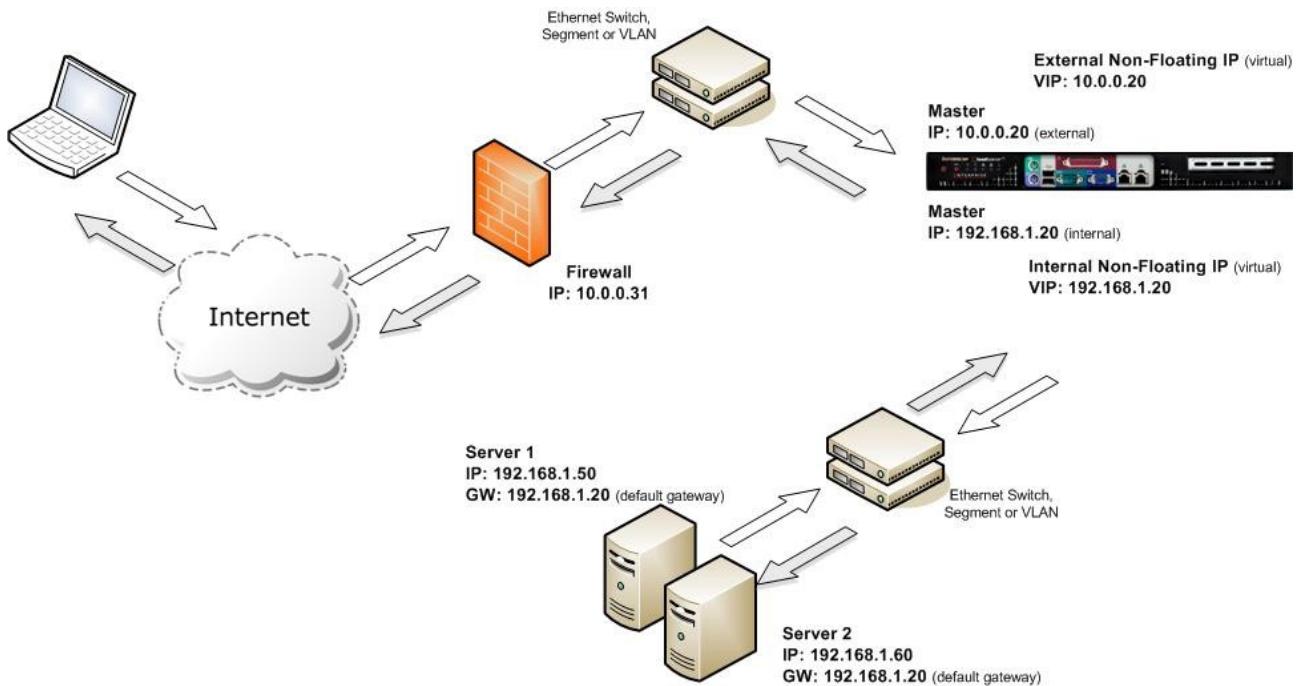 Ethernet Switch,
Segment or VLAN
External Non-Floating IP (virtual)
VIP: 10.0.0.20
Master
IP: 10.0.0.20 (external)
ENTERPRISE
Master
IP: 192.168.1.20 (internal)
Internal Non-Floating IP (virtual)
VIP: 192.168.1.20
Firewall
IP: 10.0.0.31
Internet
Server 1
IP: 192.168.1.50
GW: 192.168.1.20 (default gateway)
Ethernet Switch,
Segment or VLAN
Server 2
IP: 192.168.1.60
GW: 192.168.1.20 (default gateway)